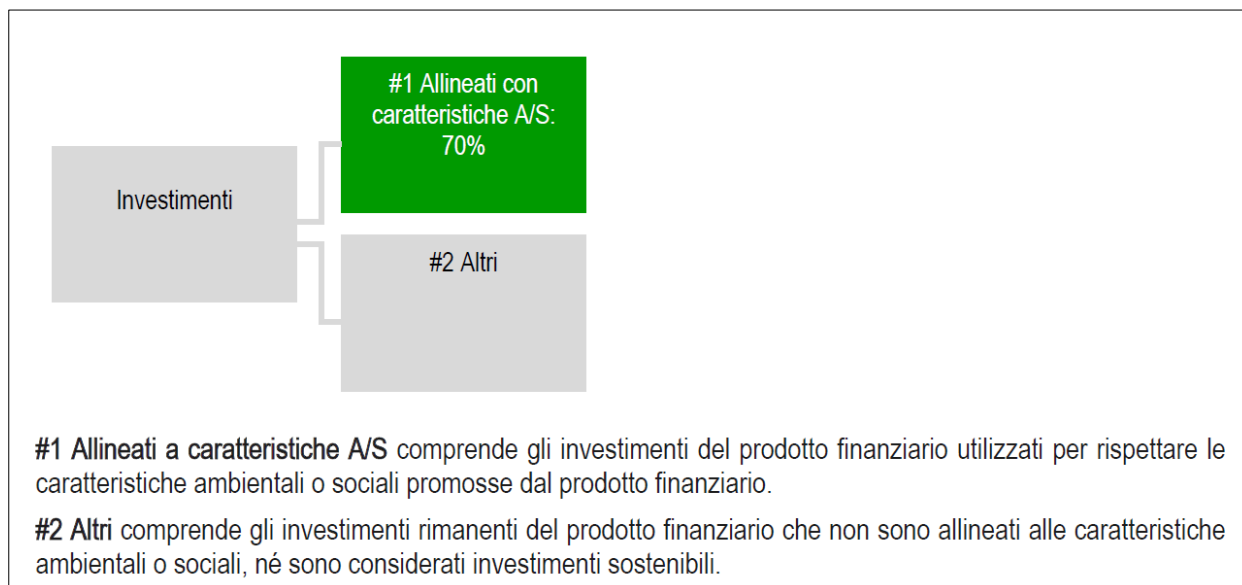 #1 Allineati con
caratteristiche A/S:
70%
Investimenti
#2 Altri
#1 Allineati a caratteristiche A/S comprende gli investimenti del prodotto finanziario utilizzati per rispettare le
caratteristiche ambientali o sociali promosse dal prodotto finanziario.
#2 Altri comprende gli investimenti rimanenti del prodotto finanziario che non sono allineati alle caratteristiche
ambientali o sociali, né sono considerati investimenti sostenibili.